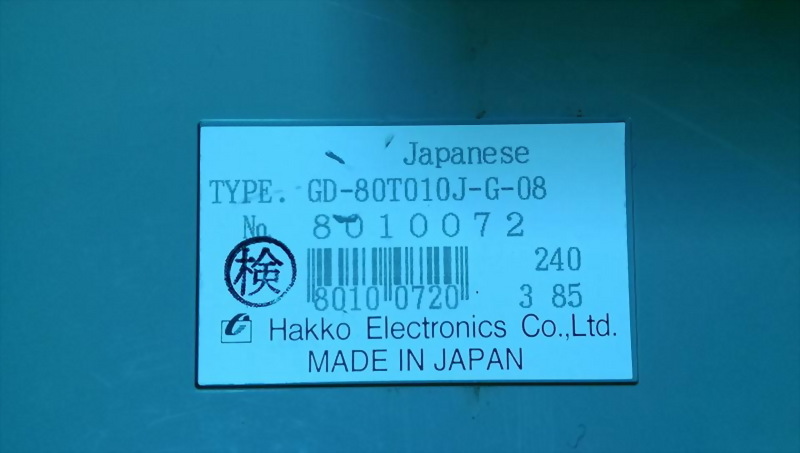 Japanese
TYPE. GD-80T010J-G-08
No. 8010072
検
240
8010 0720 3 85
Hakko Electronics Co.,Ltd.
MADE IN JAPAN